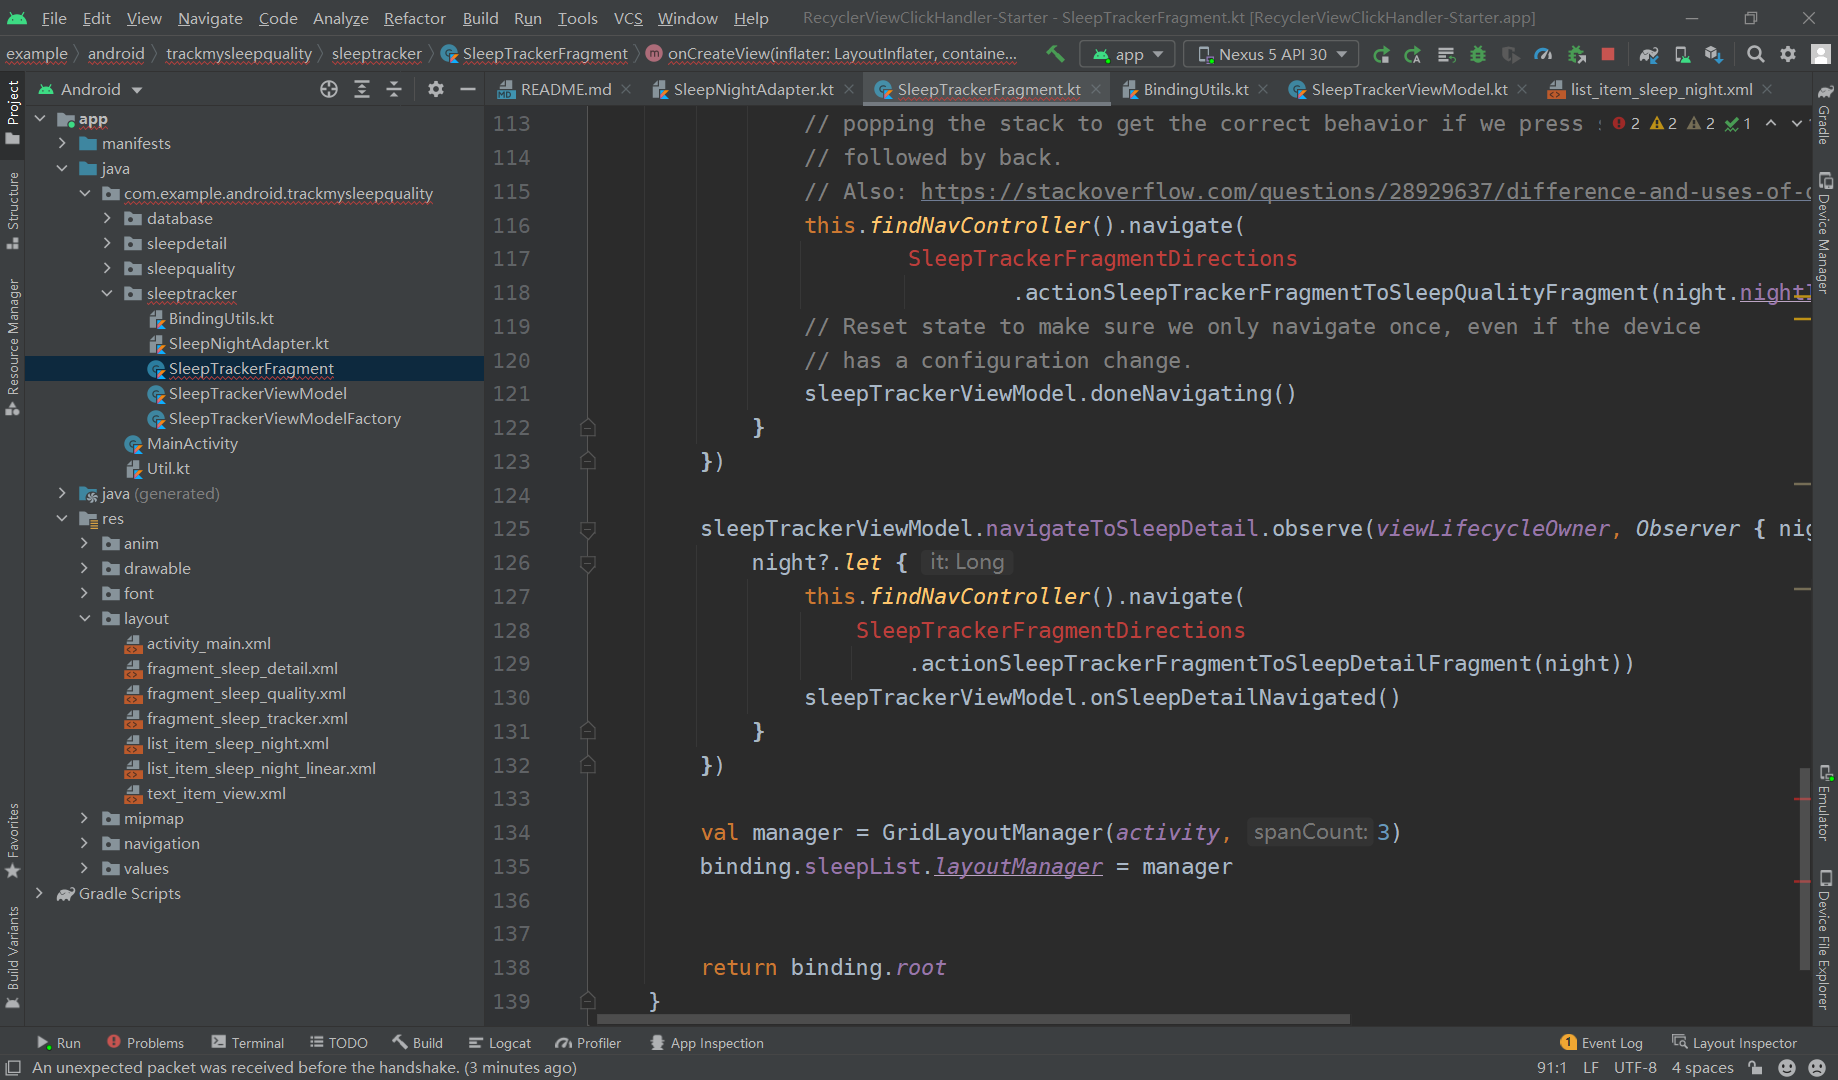 File Edit View Navigate Code Analyze Refactor Build Run Tools VCS Window Help RecyclerViewClickHandler-Starter - SleepTrackerFragment.kt [RecyclerViewClickHandler-Starter.app]
example android trackmysleepquality sleeptracker SleepTrackerFragment onCreateView(inflater: LayoutInflater, containe... app Nexus 5 API 30
Android README.md SleepNightAdapter.kt SleepTrackerFragment.kt BindingUtils.kt SleepTrackerViewModel.kt list_item_sleep_night.xml
Project
Structure
Resource Manager
Favorites
Build Variants
app
manifests
java
com.example.android.trackmysleepquality
database
sleepdetail
sleepquality
sleeptracker
BindingUtils.kt
SleepNightAdapter.kt
SleepTrackerFragment
SleepTrackerViewModel
SleepTrackerViewModelFactory
MainActivity
Util.kt
java (generated)
res
anim
drawable
font
layout
activity_main.xml
fragment_sleep_detail.xml
fragment_sleep_quality.xml
fragment_sleep_tracker.xml
list_item_sleep_night.xml
list_item_sleep_night_linear.xml
text_item_view.xml
mipmap
navigation
values
Gradle Scripts
113 // popping the stack to get the correct behavior if we press 2 2 2 1
114 // followed by back.
115 // Also: https://stackoverflow.com/questions/28929637/difference-and-uses-of-
116 this.findNavController().navigate(
117 SleepTrackerFragmentDirections
118 .actionSleepTrackerFragmentToSleepQualityFragment(night.nightI
119 // Reset state to make sure we only navigate once, even if the device
120 // has a configuration change.
121 sleepTrackerViewModel.doneNavigating()
122 }
123 })
124
125 sleepTrackerViewModel.navigateToSleepDetail.observe(viewLifecycleOwner, Observer { nig
126 night?.let { it: Long
127 this.findNavController().navigate(
128 SleepTrackerFragmentDirections
129 .actionSleepTrackerFragmentToSleepDetailFragment(night))
130 sleepTrackerViewModel.onSleepDetailNavigated()
131 }
132 })
133
134 val manager = GridLayoutManager(activity, spanCount: 3)
135 binding.sleepList.layoutManager = manager
136
137
138 return binding.root
139 }
Gradle
Device Manager
Emulator
Device File Explorer
Run Problems Terminal TODO Build Logcat Profiler App Inspection 1 Event Log Layout Inspector
An unexpected packet was received before the handshake. (3 minutes ago) 91:1 LF UTF-8 4 spaces